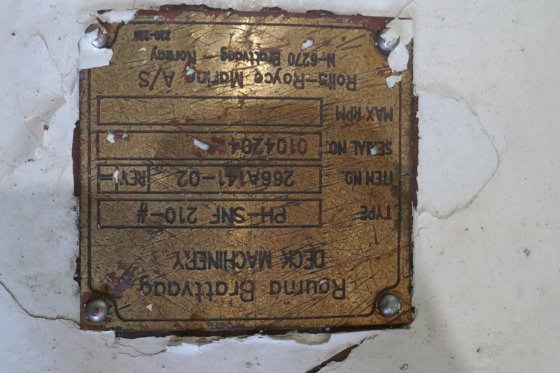 Rauma Brattvaag
DECK MACHINERY
TYPE PH-SNF 210-#
ITEN NO. 266A141-02 REV.
SERIAL NO 0104204
MAX RPM
Rolls-Royce Marine A/S
N-6270 Brattvaag - Norway